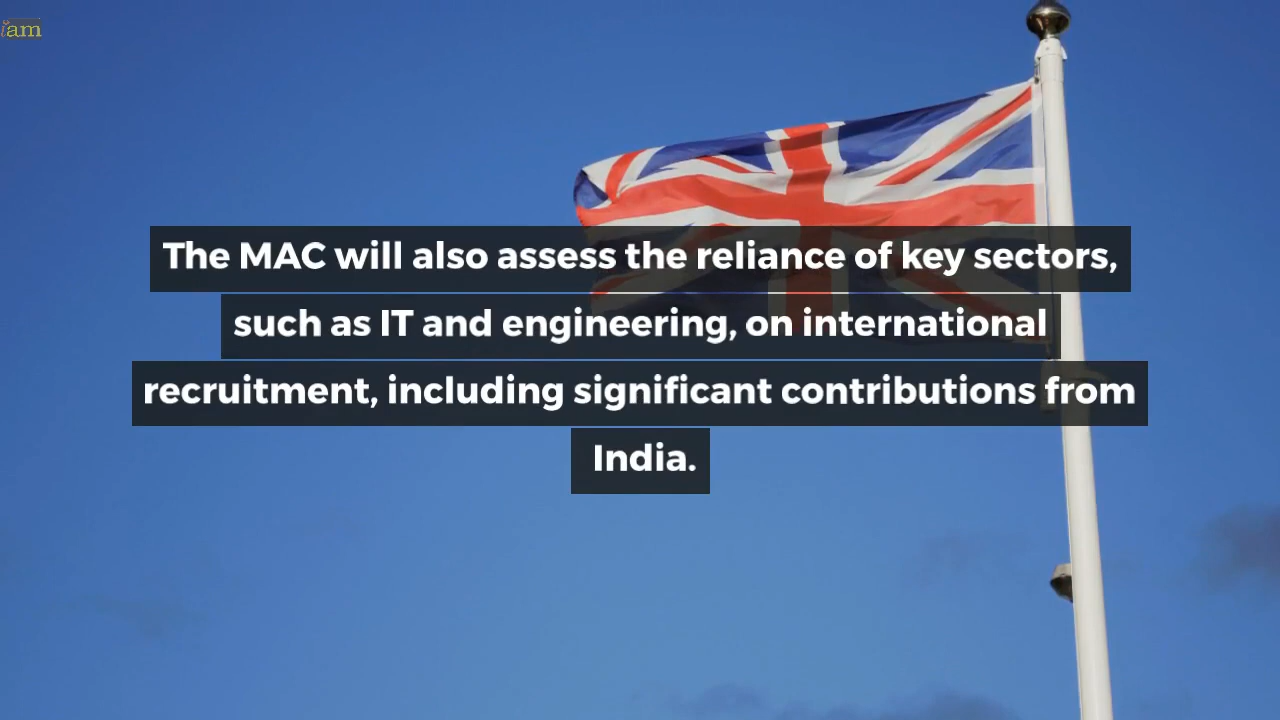 iam
The MAC will also assess the reliance of key sectors,
such as IT and engineering, on international
recruitment, including significant contributions from
India.